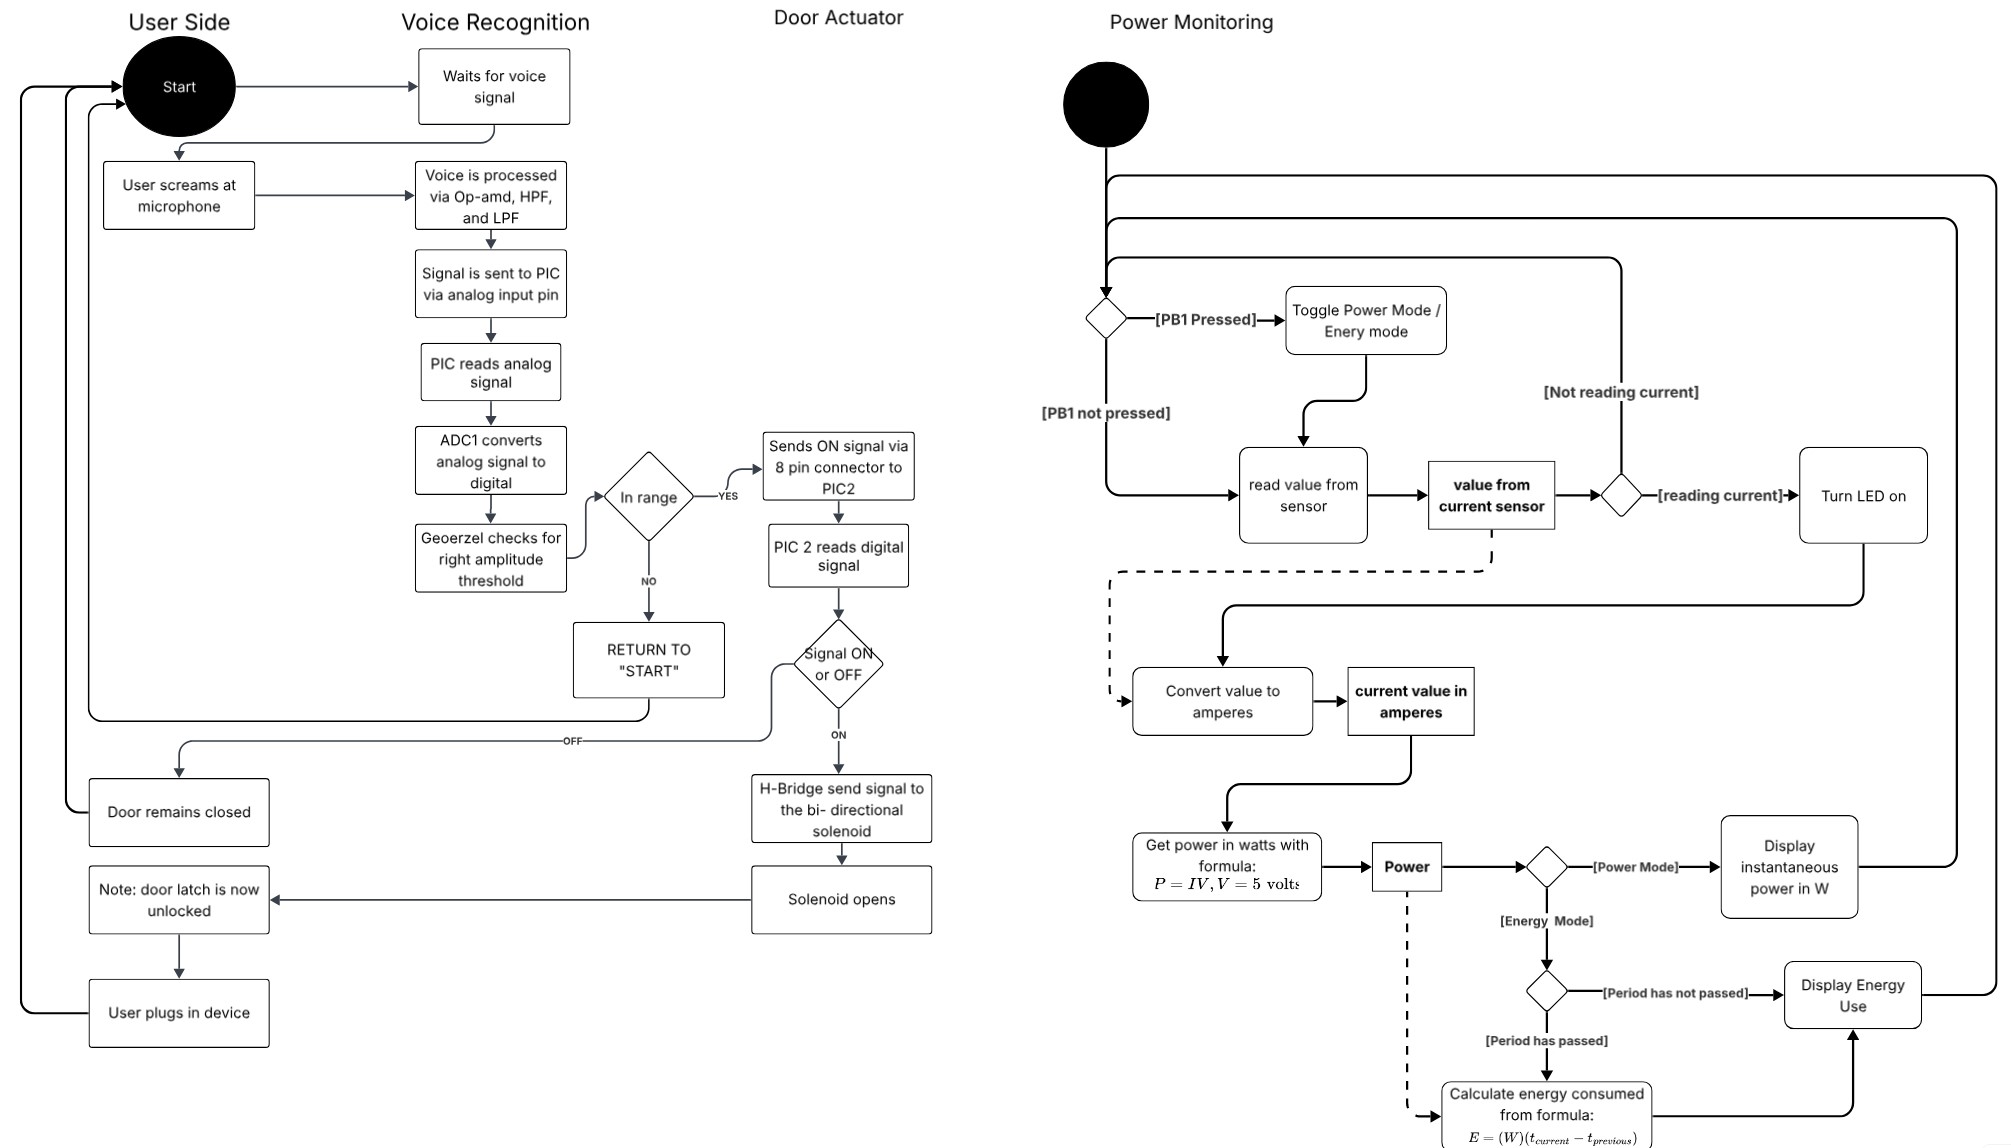 User Side
Voice Recognition
Door Actuator
Power Monitoring
Start
Waits for voice
signal
User screams at
microphone
Voice is processed
via Op-amd, HPF,
and LPF
Signal is sent to PIC
via analog input pin
PIC reads analog
signal
ADC1 converts
analog signal to
digital
Geoerzel checks for
right amplitude
threshold
In range
YES
NO
RETURN TO
"START"
Sends ON signal via
8 pin connector to
PIC2
PIC 2 reads digital
signal
Signal ON
or OFF
OFF
ON
H-Bridge send signal to
the bi- directional
solenoid
Solenoid opens
Door remains closed
Note: door latch is now
unlocked
User plugs in device
[PB1 Pressed]
Toggle Power Mode /
Enery mode
[PB1 not pressed]
[Not reading current]
read value from
sensor
value from
current sensor
[reading current]
Turn LED on
Convert value to
amperes
current value in
amperes
Get power in watts with
formula:
P = IV, V = 5 volts
Power
[Power Mode]
Display
instantaneous
power in W
[Energy Mode]
[Period has not passed]
Display Energy
Use
[Period has passed]
Calculate energy consumed
from formula:
E = (W)(t_current − t_previous)